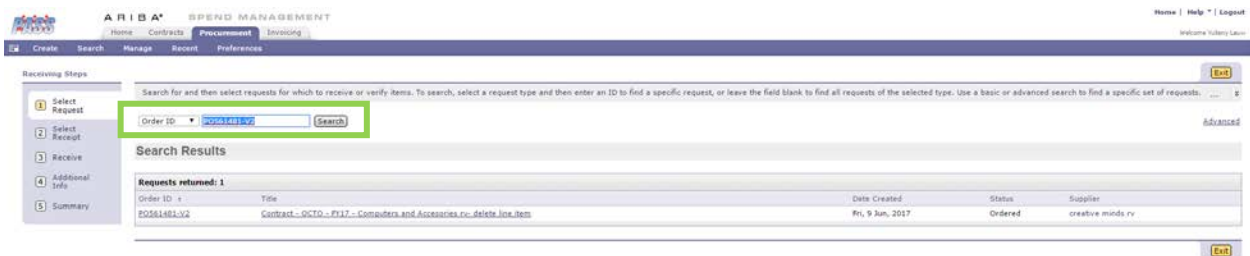 ARIBA® SPEND MANAGEMENT
Home | Help | Logout
Home Contracts Procurement Invoicing
Create Search Manage Recent Preferences
Receiving Steps
Exit
Search for and then select requests for which to receive or verify items. To search, select a request type and then enter an ID to find a specific request, or leave the field blank to find all requests of the selected type. Use a basic or advanced search to find a specific set of requests. ...
1 Select Request
Order ID PO561481-V2 Search
Advanced
2 Select Receipt
Search Results
3 Receive
4 Additional Info
Requests returned: 1
5 Summary
Order ID ↑ Title Date Created Status Supplier
PO561481-V2 Contract - OCTO - FY17 - Computers and Accesories rv- delete line item Fri, 9 Jun, 2017 Ordered creative minds rv
Exit